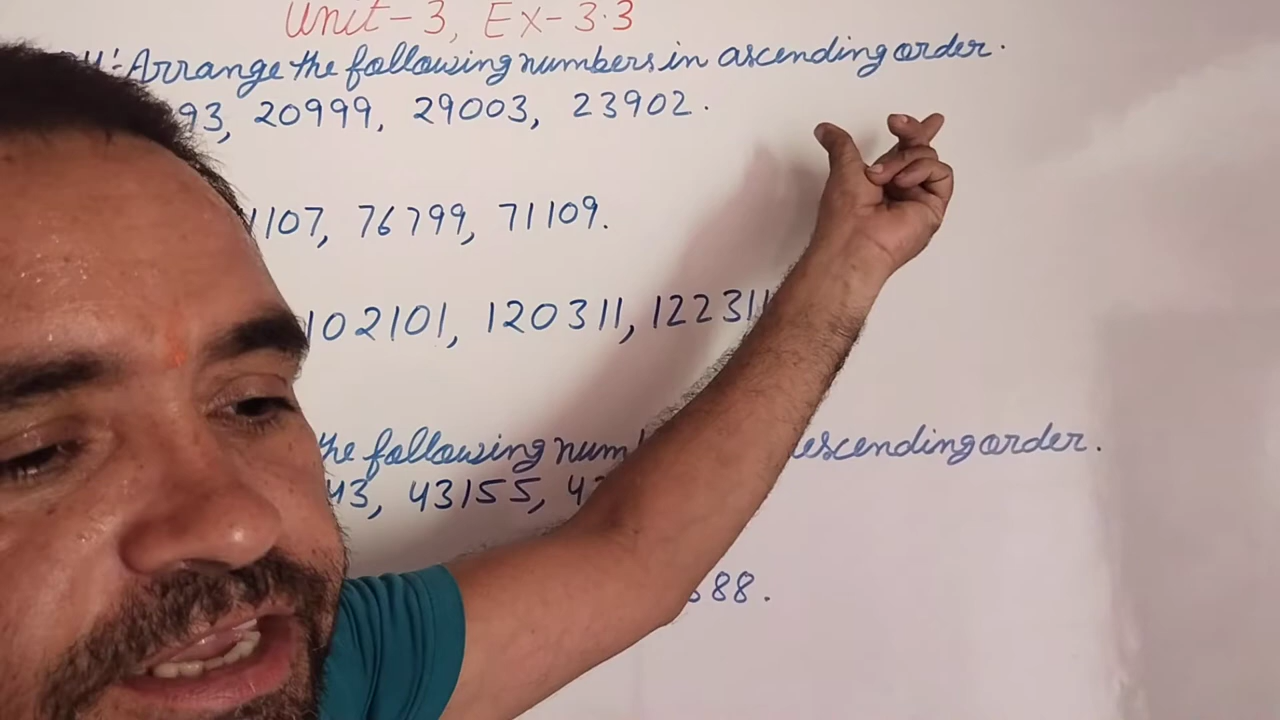 Unit-3, Ex-3.3
Arrange the following numbers in ascending order.
93, 20999, 29003, 23902.
1107, 76799, 71109.
102101, 120311, 12231
the following num escending order.
43, 43155, 4
88.